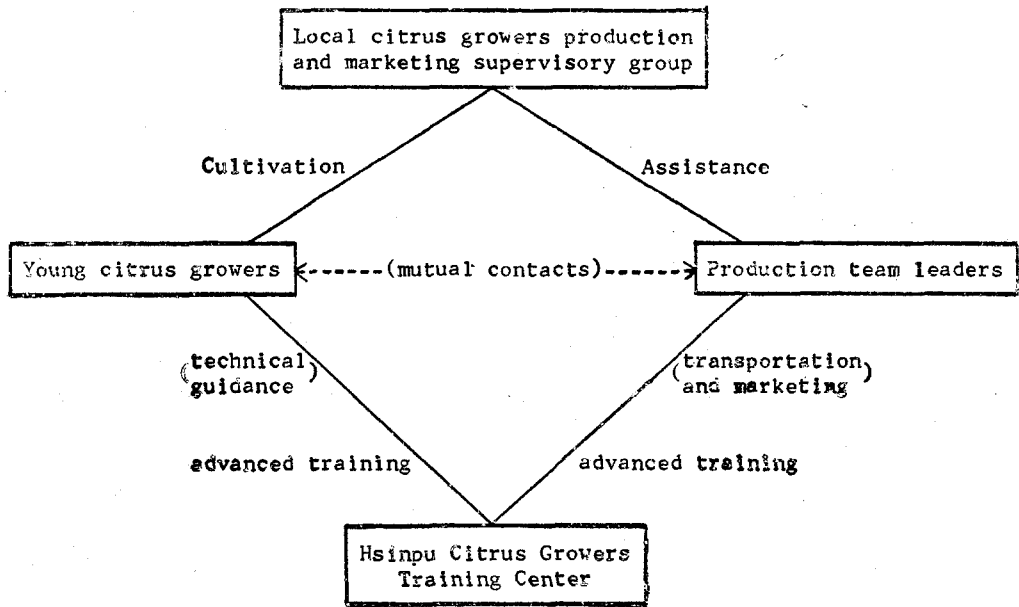 Local citrus growers production
and marketing supervisory group
Cultivation
Assistance
Young citrus growers
(mutual contacts)
Production team leaders
(technical
guidance)
(transportation
and marketing)
advanced training
advanced training
Hsinpu Citrus Growers
Training Center